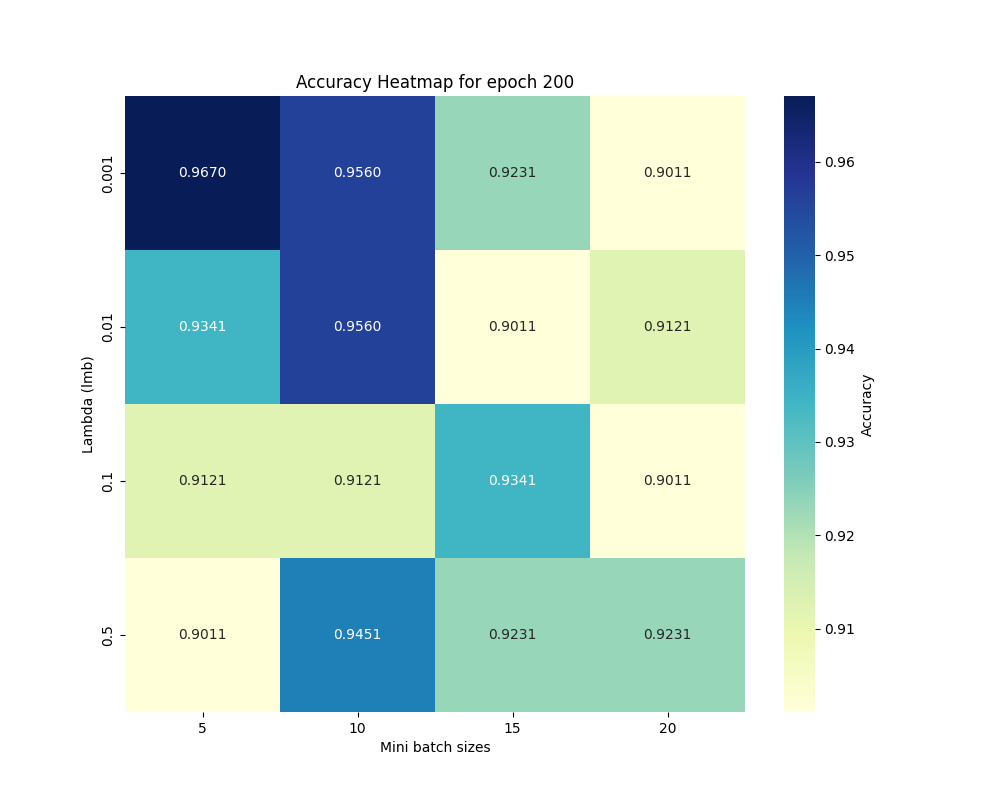 Accuracy Heatmap for epoch 200
0.001
0.9670 0.9560 0.9231 0.9011
0.01
0.9341 0.9560 0.9011 0.9121
0.1
0.9121 0.9121 0.9341 0.9011
0.5
0.9011 0.9451 0.9231 0.9231
Lambda (lmb)
5 10 15 20
Mini batch sizes
0.96
0.95
0.94
0.93
0.92
0.91
Accuracy